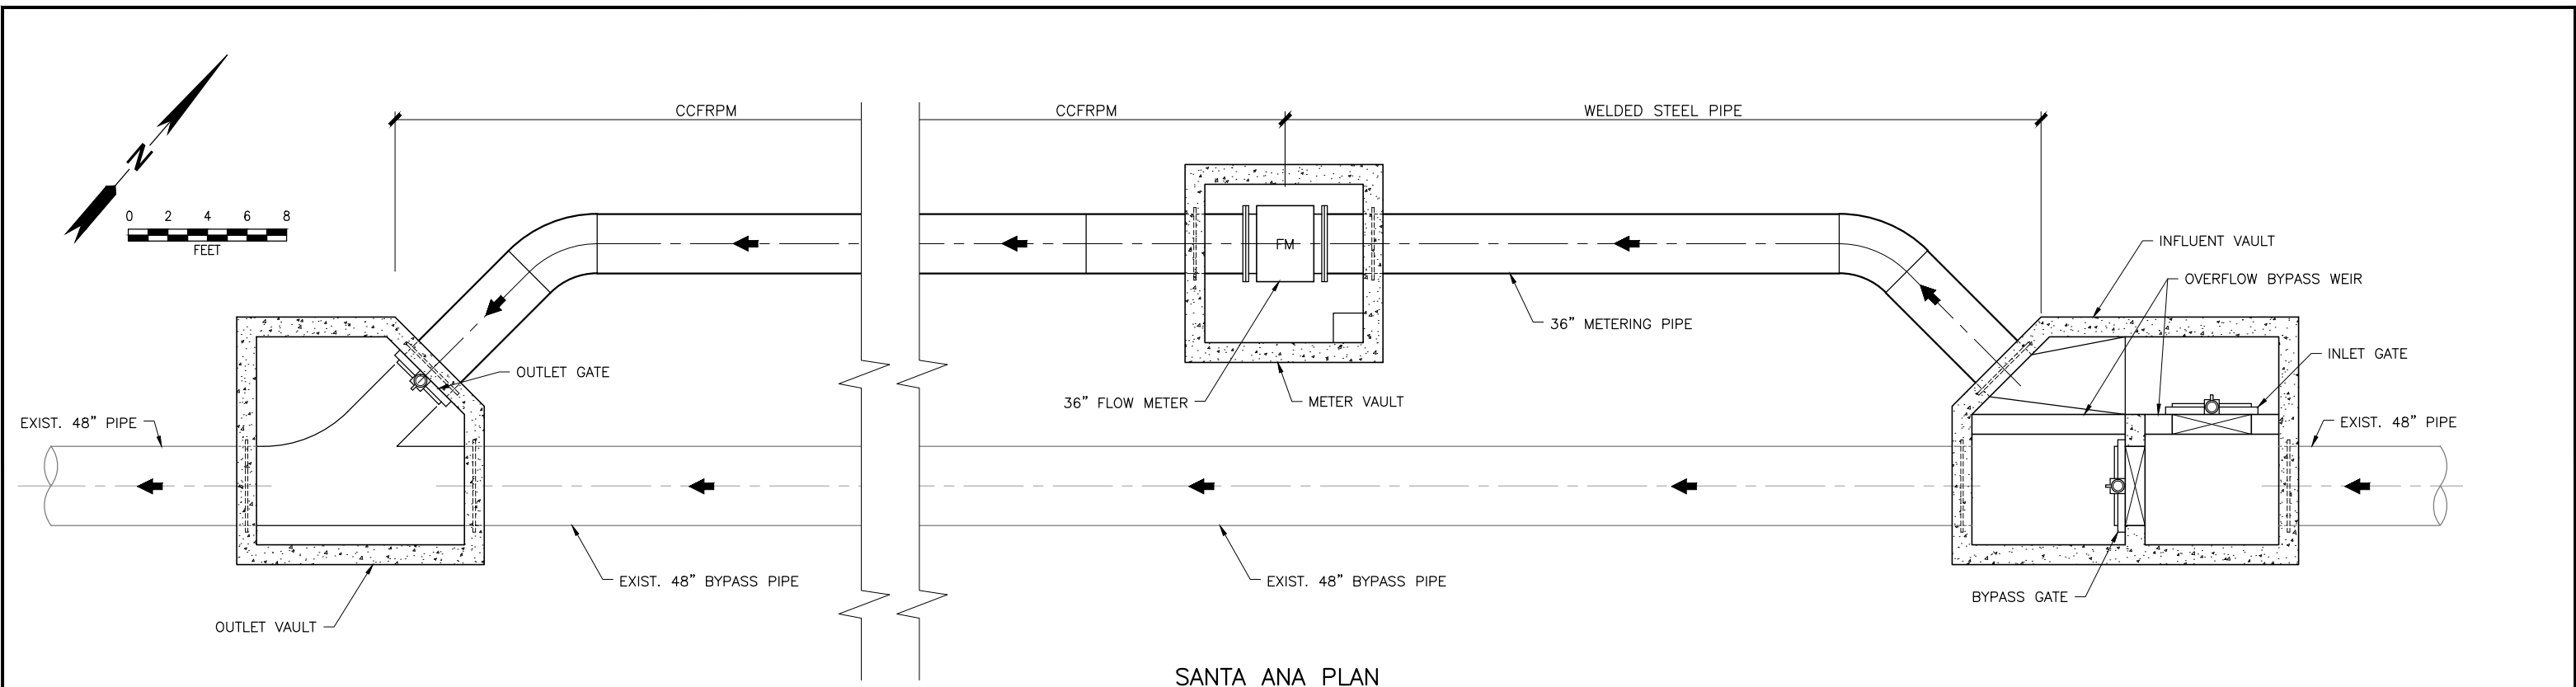 CCFRPM
CCFRPM
WELDED STEEL PIPE
N
0 2 4 6 8
FEET
FM
INFLUENT VAULT
OVERFLOW BYPASS WEIR
36” METERING PIPE
INLET GATE
OUTLET GATE
36” FLOW METER
METER VAULT
EXIST. 48” PIPE
EXIST. 48” PIPE
EXIST. 48” BYPASS PIPE
EXIST. 48” BYPASS PIPE
BYPASS GATE
OUTLET VAULT
SANTA ANA PLAN